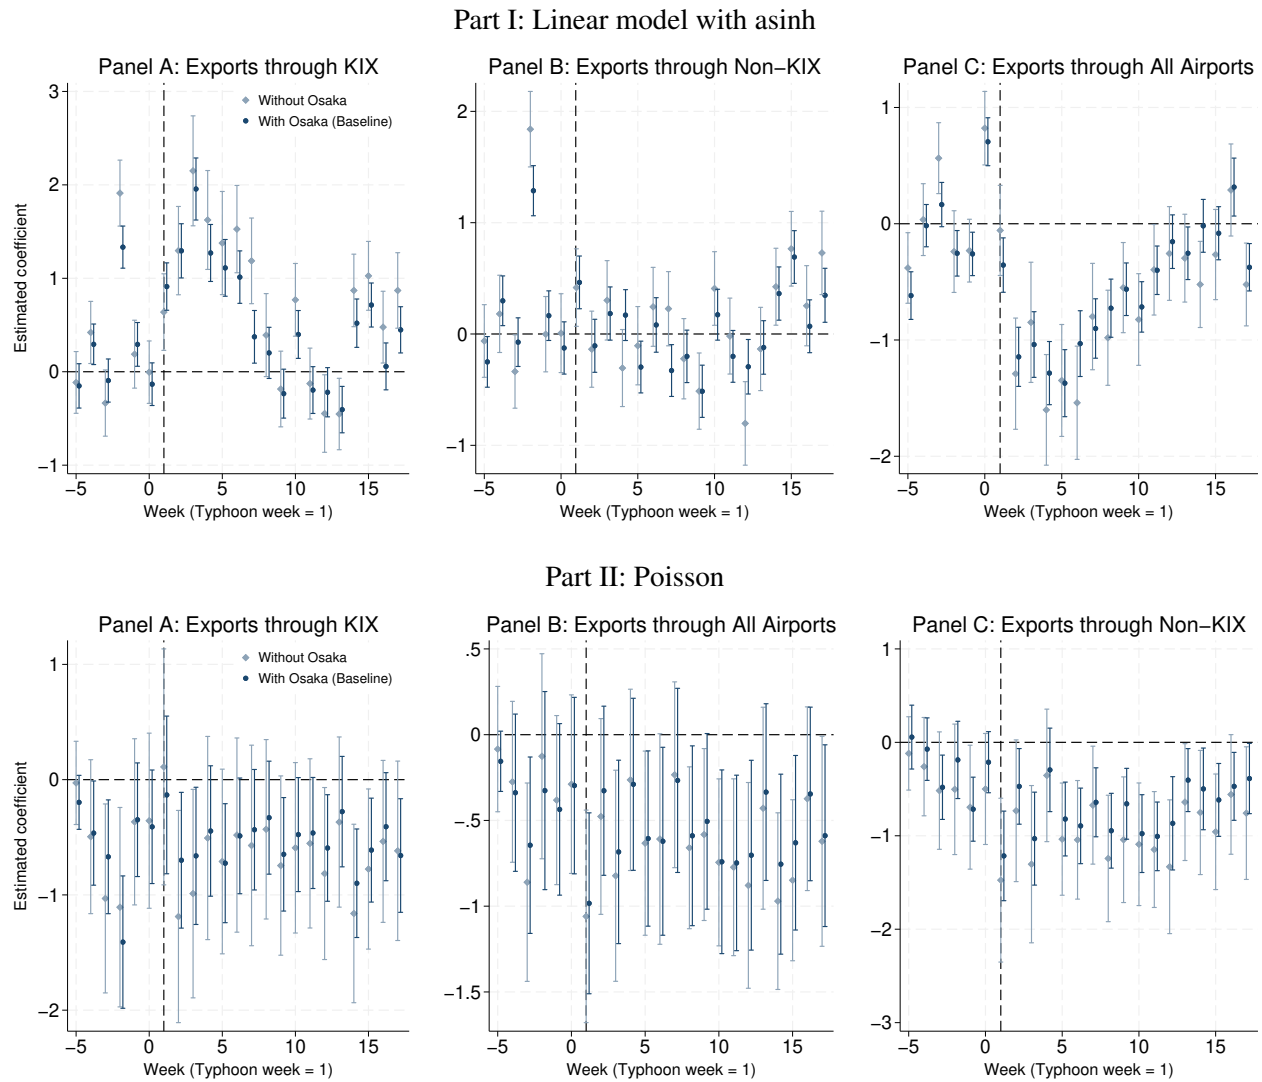 Part I: Linear model with asinh
Panel A: Exports through KIX
Without Osaka
With Osaka (Baseline)
Estimated coefficient
3
2
1
0
−1
−5 0 5 10 15
Week (Typhoon week = 1)
Panel B: Exports through Non−KIX
2
1
0
−1
−5 0 5 10 15
Week (Typhoon week = 1)
Panel C: Exports through All Airports
1
0
−1
−2
−5 0 5 10 15
Week (Typhoon week = 1)
Part II: Poisson
Panel A: Exports through KIX
Without Osaka
With Osaka (Baseline)
Estimated coefficient
1
0
−1
−2
−5 0 5 10 15
Week (Typhoon week = 1)
Panel B: Exports through All Airports
.5
0
−.5
−1
−1.5
−5 0 5 10 15
Week (Typhoon week = 1)
Panel C: Exports through Non−KIX
1
0
−1
−2
−3
−5 0 5 10 15
Week (Typhoon week = 1)